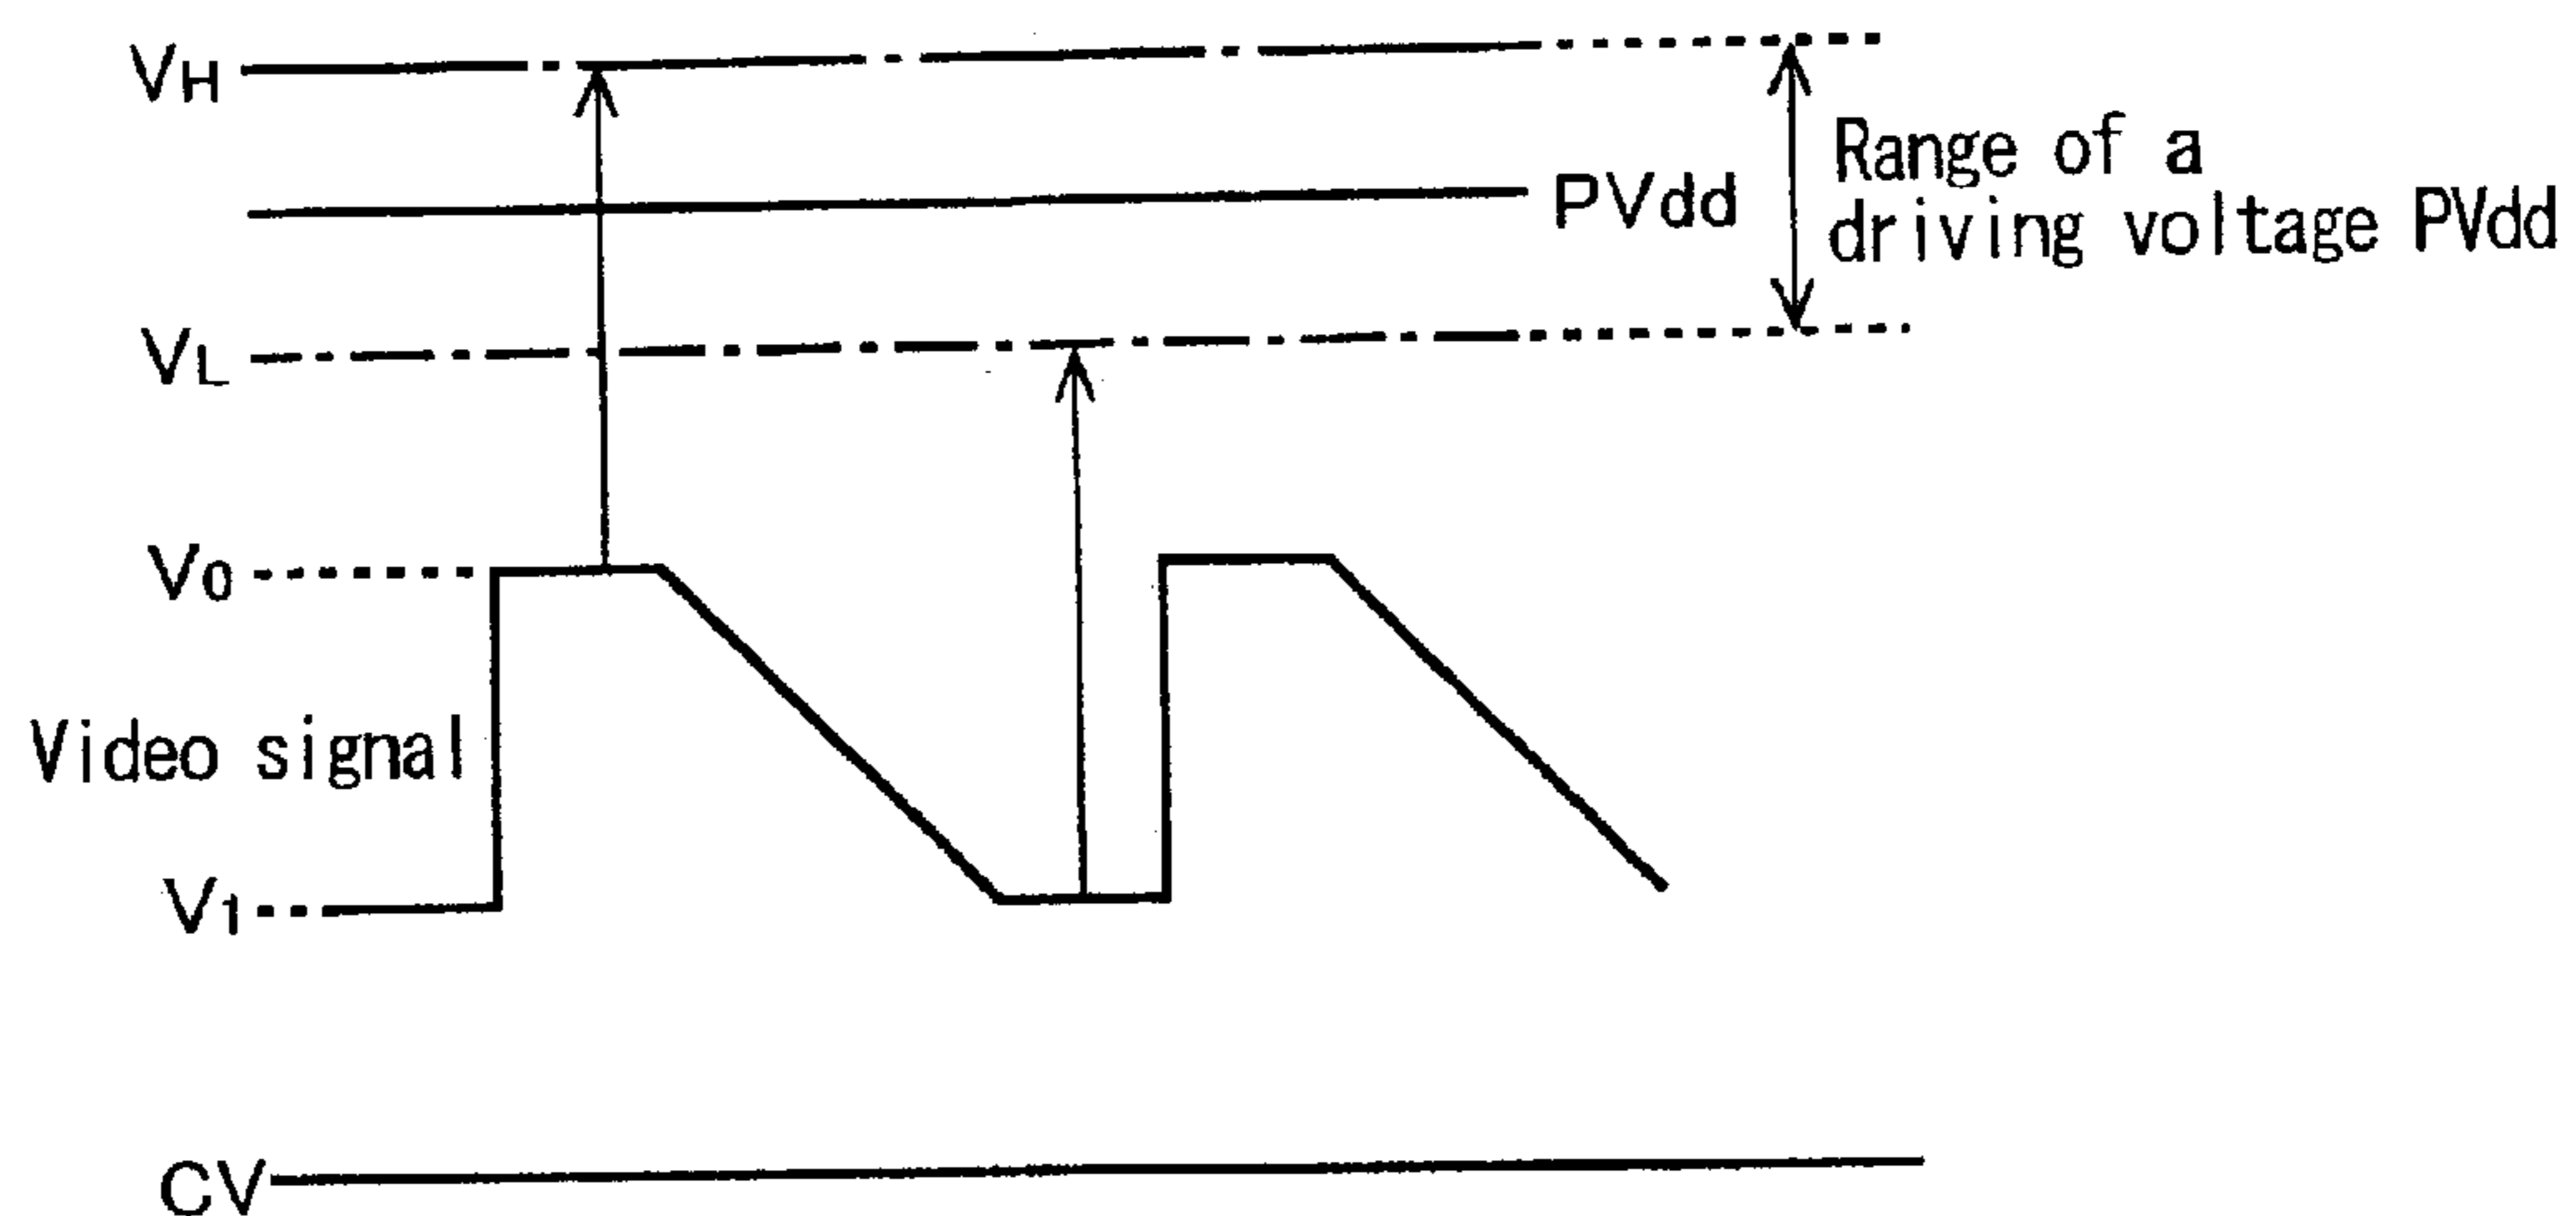 VH
Range of a
driving voltage PVdd
PVdd
VL
V0
Video signal
V1
CV